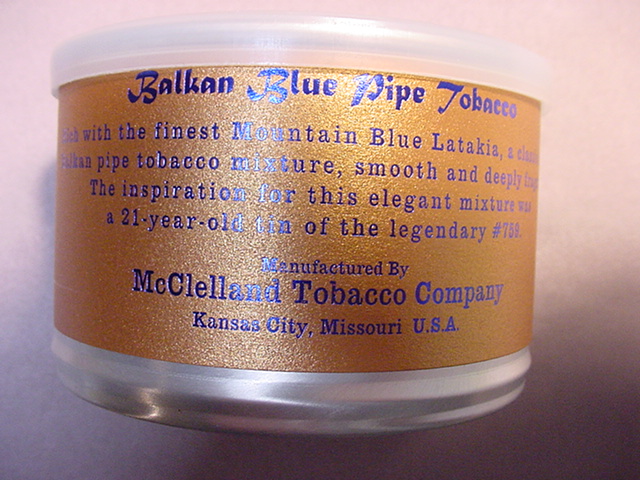 Balkan Blue Pipe Tobacco
with the finest Mountain Blue Latakia, a
pipe tobacco mixture, smooth and deeply
The inspiration for this elegant mixture was
a 21-year-old tin of the legendary #759.
Manufactured By
McClelland Tobacco Company
Kansas City, Missouri U.S.A.